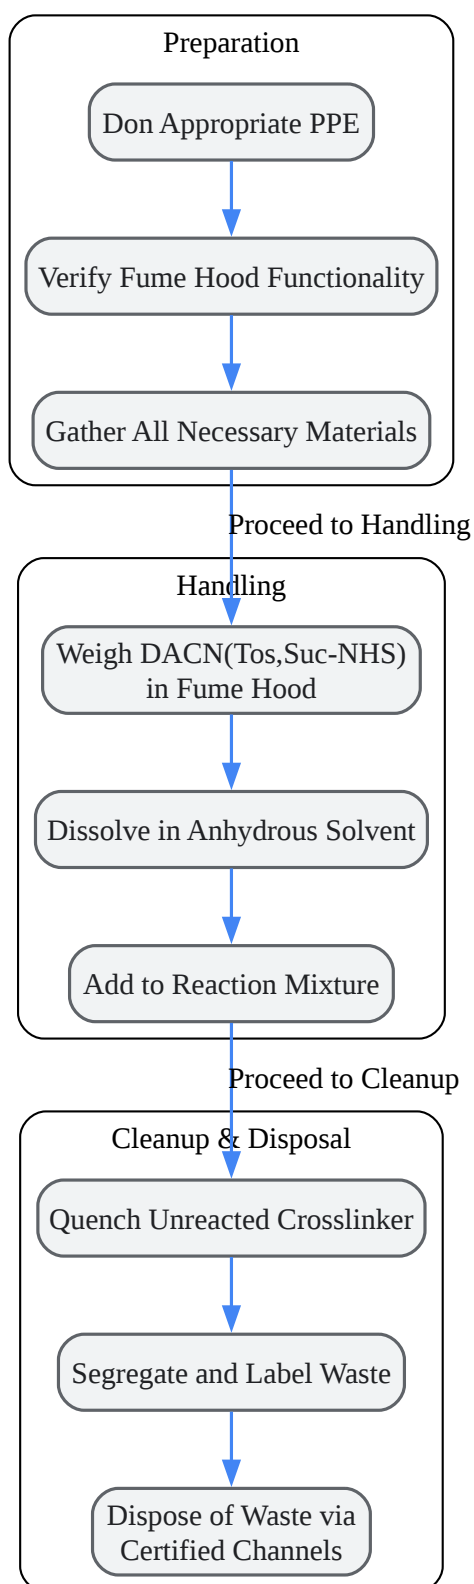 Preparation
Don Appropriate PPE
Verify Fume Hood Functionality
Gather All Necessary Materials
Proceed to Handling
Handling
Weigh DACN(Tos,Suc-NHS)
in Fume Hood
Dissolve in Anhydrous Solvent
Add to Reaction Mixture
Proceed to Cleanup
Cleanup & Disposal
Quench Unreacted Crosslinker
Segregate and Label Waste
Dispose of Waste via
Certified Channels